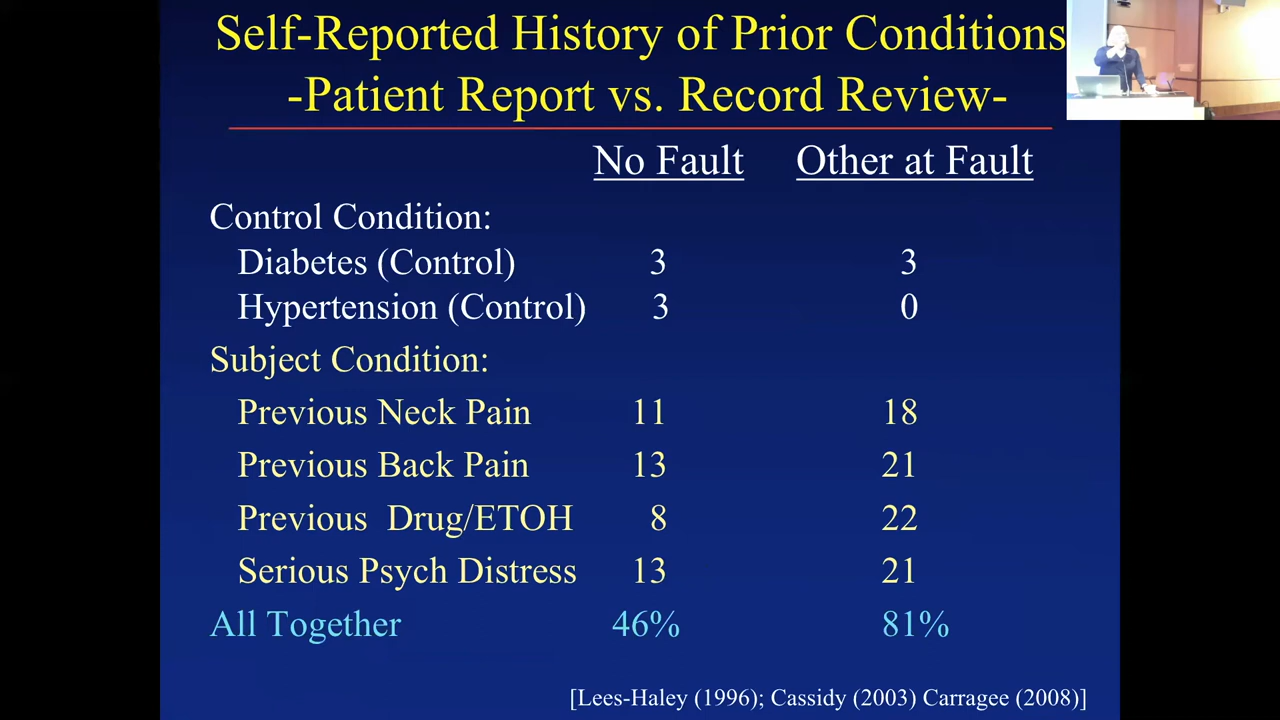 Self-Reported History of Prior Conditions
-Patient Report vs. Record Review-
No Fault Other at Fault
Control Condition:
Diabetes (Control) 3 3
Hypertension (Control) 3 0
Subject Condition:
Previous Neck Pain 11 18
Previous Back Pain 13 21
Previous Drug/ETOH 8 22
Serious Psych Distress 13 21
All Together 46% 81%
[Lees-Haley (1996); Cassidy (2003) Carragee (2008)]